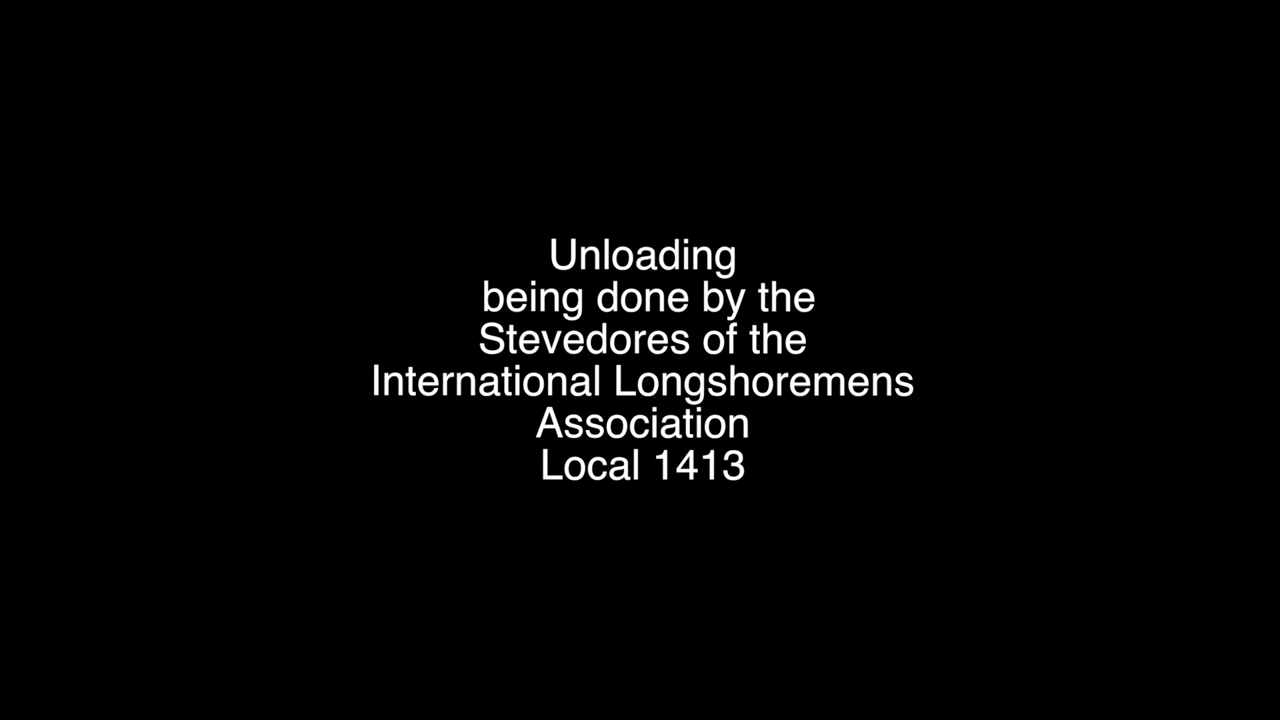 Unloading
being done by the
Stevedores of the
International Longshoremens
Association
Local 1413